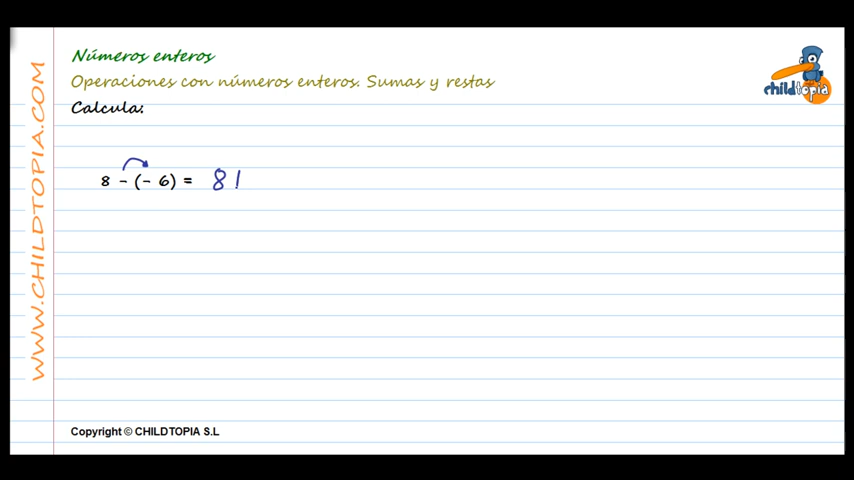 Números enteros
Operaciones con números enteros. Sumas y restas
childtopia
Calcula:
8 - (- 6) = 8 |
WWW.CHILDTOPIA.COM
Copyright © CHILDTOPIA S.L